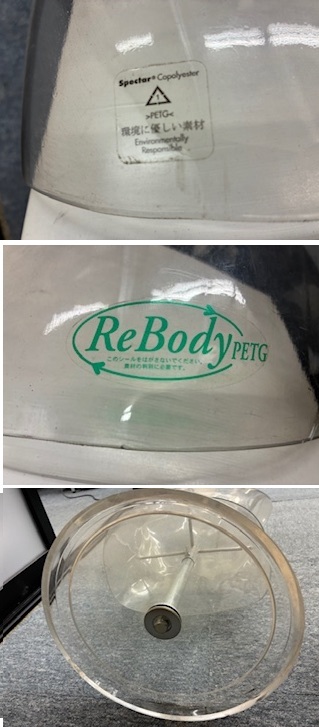 Spectar® Copolyester
1
>PETG<
環境に優しい素材
Environmentally
Responsible
ReBody PETG
このシールをはがさないでください。
素材の判別に必要です。